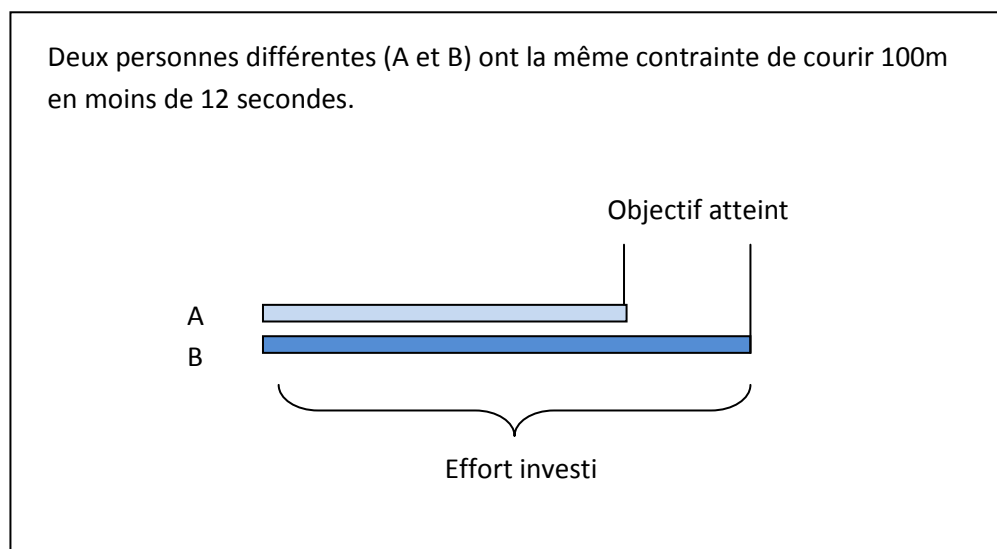 Deux personnes différentes (A et B) ont la même contrainte de courir 100m
en moins de 12 secondes.
Objectif atteint
A
B
Effort investi